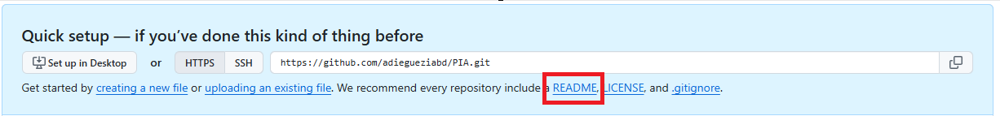 Quick setup — if you’ve done this kind of thing before
Set up in Desktop or HTTPS SSH https://github.com/adiegueziabd/PIA.git
Get started by creating a new file or uploading an existing file. We recommend every repository include a README, LICENSE, and .gitignore.